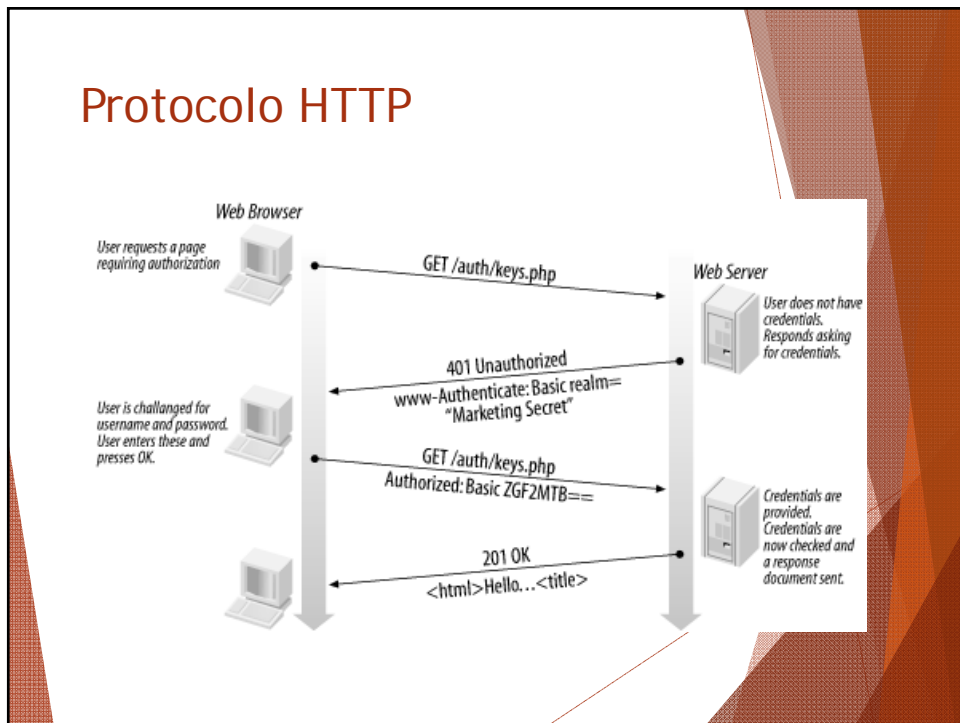 Protocolo HTTP
Web Browser
User requests a page
requiring authorization
GET /auth/keys.php
Web Server
User does not have
credentials.
Responds asking
for credentials.
401 Unauthorized
www-Authenticate: Basic realm=
“Marketing Secret”
User is challanged for
username and password.
User enters these and
presses OK.
GET /auth/keys.php
Authorized: Basic ZGF2MTB==
Credentials are
provided.
Credentials are
now checked and
a response
document sent.
201 OK
<html>Hello...<title>